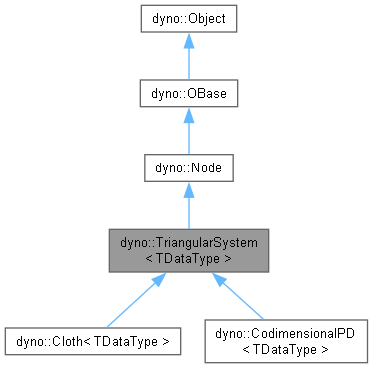 dyno::Object
dyno::OBase
dyno::Node
dyno::TriangularSystem
< TDataType >
dyno::Cloth< TDataType >
dyno::CodimensionalPD
< TDataType >